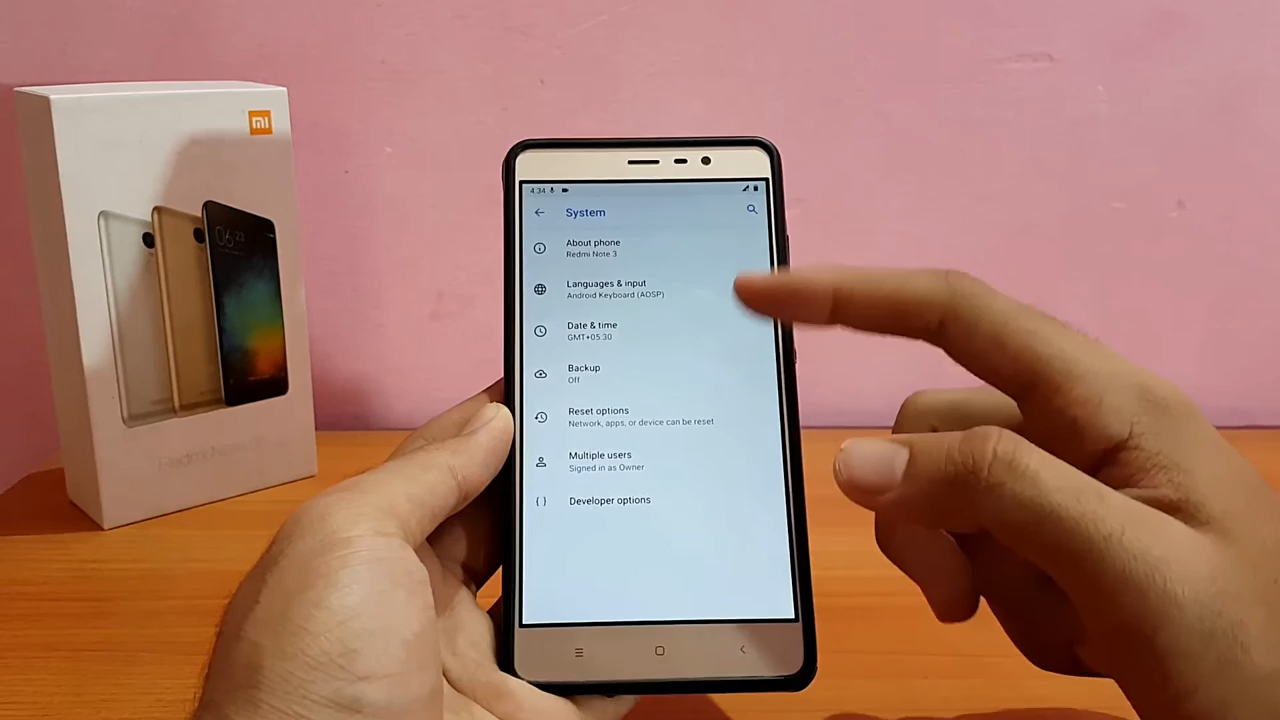 mi
06 23
4:34
System
About phone
Redmi Note 3
Languages & input
Android Keyboard (AOSP)
Date & time
GMT+05:30
Backup
Off
Reset options
Network, apps, or device can be reset
Multiple users
Signed in as Owner
{ } Developer options